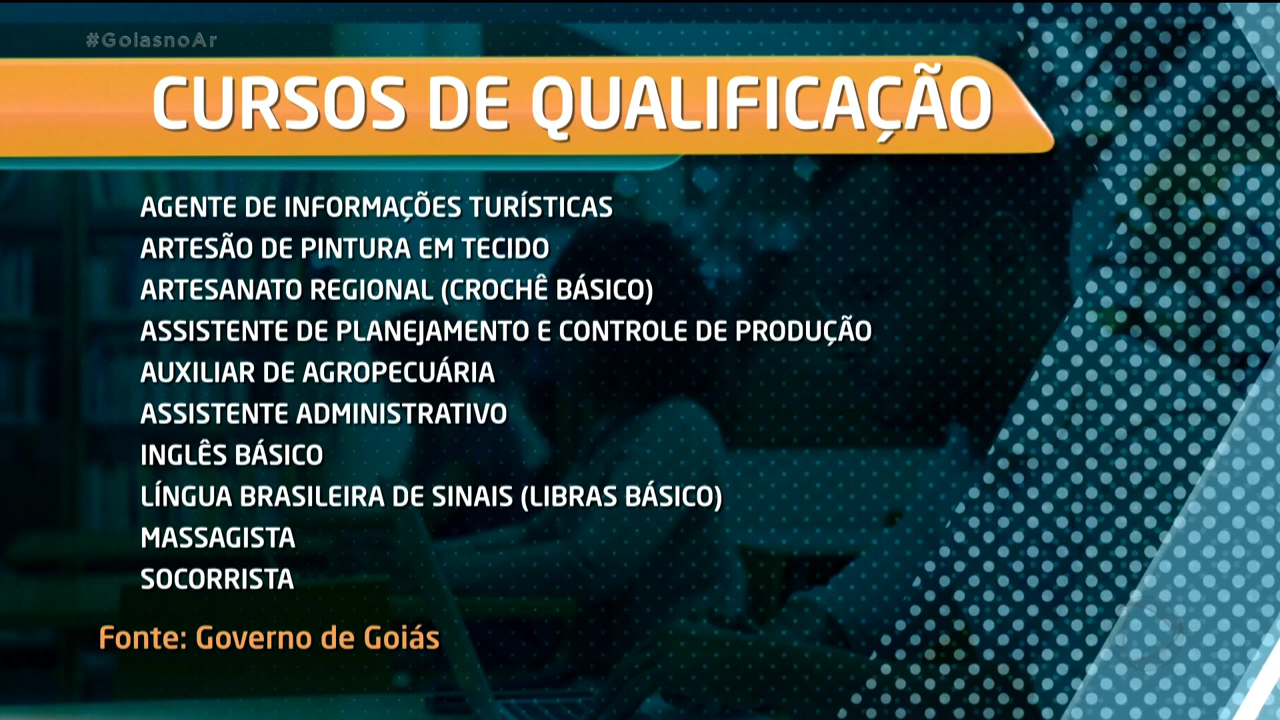 #GoiasnoAr
CURSOS DE QUALIFICAÇÃO
AGENTE DE INFORMAÇÕES TURÍSTICAS
ARTESÃO DE PINTURA EM TECIDO
ARTESANATO REGIONAL (CROCHÊ BÁSICO)
ASSISTENTE DE PLANEJAMENTO E CONTROLE DE PRODUÇÃO
AUXILIAR DE AGROPECUÁRIA
ASSISTENTE ADMINISTRATIVO
INGLÊS BÁSICO
LÍNGUA BRASILEIRA DE SINAIS (LIBRAS BÁSICO)
MASSAGISTA
SOCORRISTA
Fonte: Governo de Goiás